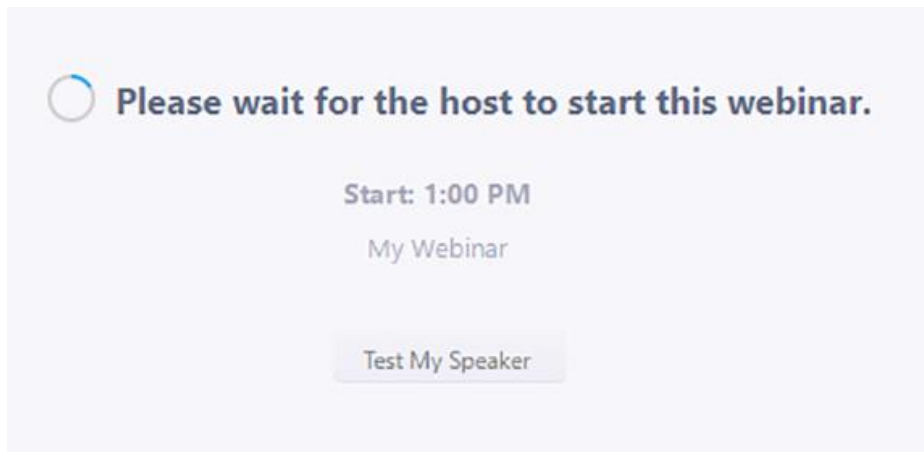 Please wait for the host to start this webinar.
Start: 1:00 PM
My Webinar
Test My Speaker